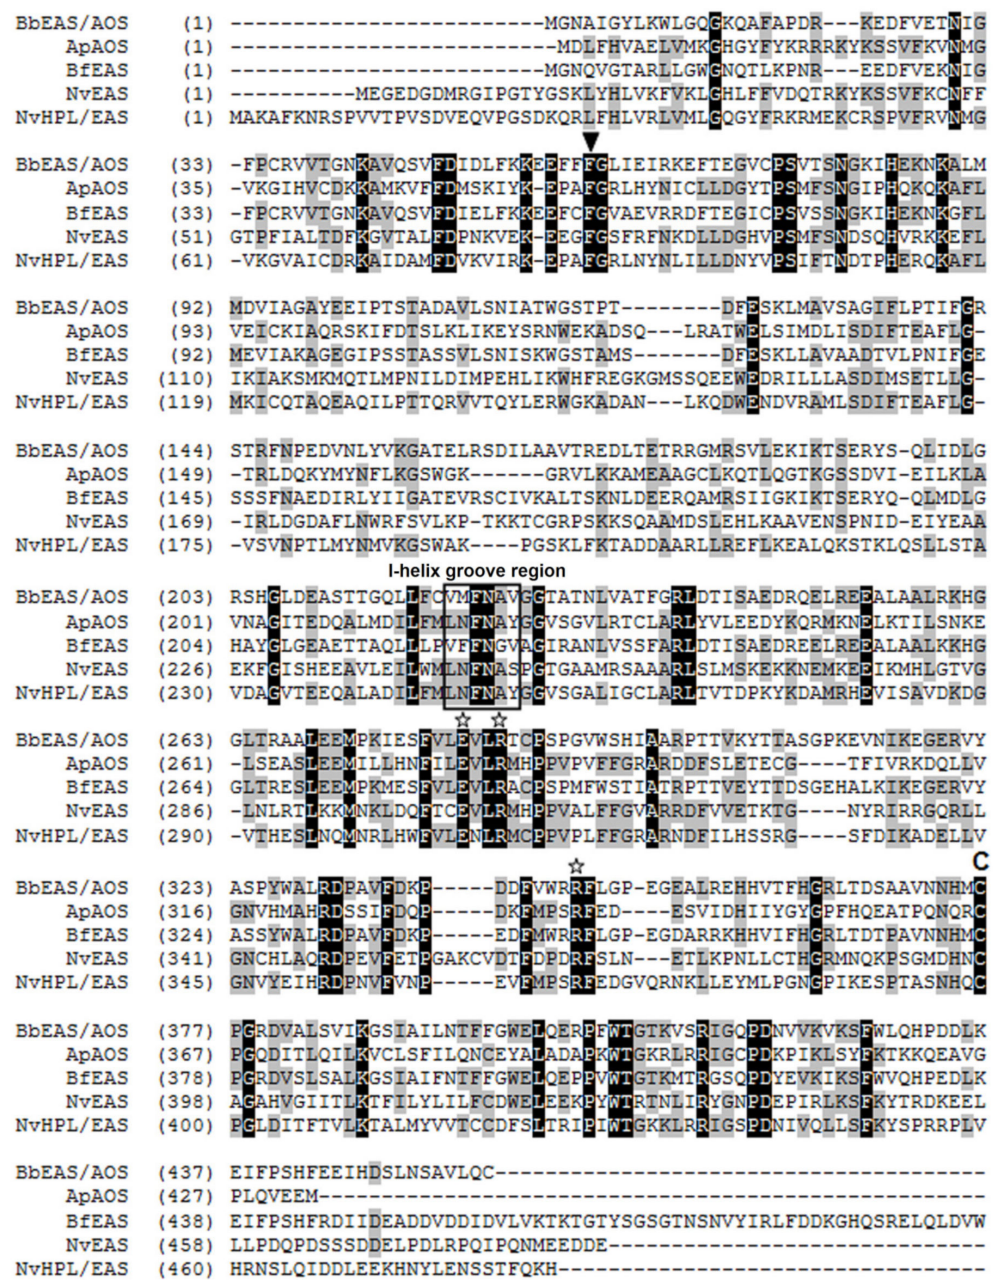 BbEAS/AOS (1) -------------------------MGNAIGYLKWLGQGKQAFAPDR---KEDFVETNIG
ApAOS (1) --------------------------MDLFHVAELVMKGHGYFYKRRRKYKSSVFKVNMG
BfEAS (1) -------------------------MGNQVGTARLLGWGNQTLKPNR---EEDFVEKNIG
NvEAS (1) ----------MEGEDGDMRGIPGTYGSKLYHLVKFVKLGHLFFVDQTRKYKSSVFKCNFF
NvHPL/EAS (1) MAKAFKNRSPVVTPVSDVEQVPGSDKQRLFHLVRLVMLGQGYFRKRMEKCRSPVFRVNMG
BbEAS/AOS (33) -FPCRVVTGNKAVQSVFDIDLFKKEEFFFGLIEIRKEFTEGVCPSVTSNGKIHEKNKALM
ApAOS (35) -VKGIHVCDKKAMKVFFDMSKIYK-EPAFGRLHYNICLLDGYTPSMFSNGIPHQKQKAFL
BfEAS (33) -FPCRVVTGNKAVQSVFDIELFKKEEFCFGVAEVRRDFTEGICPSVSSNGKIHEKNKGFL
NvEAS (51) GTPFIALTDFKGVTALFDPNKVEK-EEGFGSFRFNKDLLDGHVPSMFSNDSQHVRKKEFL
NvHPL/EAS (61) -VKGVAICDRKAIDAMFDVKVIRK-EPAFGRLNYNLILLDNYVPSIFTNDTPHERQKAFL
BbEAS/AOS (92) MDVIAGAYEEIPTSTADAVLSNIATWGSTPT--------DFESKLMAVSAGIFLPTIFGR
ApAOS (93) VEICKIAQRSKIFDTSLKLIKEYSRNWEKADSQ---LRATWELSIMDLISDIFTEAFLG-
BfEAS (92) MEVIAKAGEGIPSSTASSVLSNISKWGSTAMS-------DFESKLLAVAADTVLPNIFGE
NvEAS (110) IKIAKSMKMQTLMPNILDIMPEHLIKWHFREGKGMSSQEEWEDRILLLASDIMSETLLG-
NvHPL/EAS (119) MKICQTAQEAQILPTTQRVVTQYLERWGKADAN---LKQDWENDVRAMLSDIFTEAFLG-
BbEAS/AOS (144) STRFNPEDVNLYVKGATELRSDILAAVTREDLTETRRGMRSVLEKIKTSERYS-QLIDLG
ApAOS (149) -TRLDQKYMYNFLKGSWGK------GRVLKKAMEAAGCLKQTLQGTKGSSDVI-EILKLA
BfEAS (145) SSSFNAEDIRLYIIGATEVRSCIVKALTSKNLDEERQAMRSIIGKIKTSERYQ-QLMDLG
NvEAS (169) -IRLDGDAFLNWRFSVLKP-TKKTCGRPSKKSQAAMDSLEHLKAAVENSPNID-EIYEAA
NvHPL/EAS (175) -VSVNPTLMYNMVKGSWAK----PGSKLFKTADDAARLLREFLKEALQKSTKLQSLLSTA
I-helix groove region
BbEAS/AOS (203) RSHGLDEASTTGQLLFCVMFNAVGGTATNLVATFGRLDTISAEDRQELREEALAALRKHG
ApAOS (201) VNAGITEDQALMDILFMLNFNAYGGVSGVLRTCLARLYVLEEDYKQRMKNELKTILSNKE
BfEAS (204) HAYGLGEAETTAQLLLPVFFNGVAGIRANLVSSFARLDTISAEDREELREEALAALKKHG
NvEAS (226) EKFGISHEEAVLEILWMLNFNASPGTGAAMRSAAARLSLMSKEKKNEMKEEIKMHLGTVG
NvHPL/EAS (230) VDAGVTEEQALADILFMLNFNAYGGVSGALIGCLARLTVTDPKYKDAMRHEVISAVDKDG
BbEAS/AOS (263) GLTRAALEEMPKIESFVLEVLRTCPSPGVWSHIAARPTTVKYTTASGPKEVNIKEGERVY
ApAOS (261) -LSEASLEEMILLHNFILEVLRMHPPVPVFFGRARDDFSLETECG----TFIVRKDQLLV
BfEAS (264) GLTRESLEEMPKMESFVLEVLRACPSPMFWSTIATRPTTVEYTTDSGEHALKIKEGERVY
NvEAS (286) -LNLRTLKKMNKLDQFTCEVLRMHPPVALFFGVARDFVVETKTG----NYRIRRGQRLL
NvHPL/EAS (290) -VTHESLNQMNRLHWFVLENLRMCPPVPLFFGRARNDFILHSSRG----SFDIKADELLV
C
BbEAS/AOS (323) ASPYWALRDPAVFDKP-----DDFVWRRFLGP-EGEALREHHVTFHGRLTDSAAVNNHMC
ApAOS (316) GNVHMAHRDSSIFDQP-----DKFMPSRFED----ESVIDHIIYGYGPFHQEATPQNQRC
BfEAS (324) ASSYWALRDPAVFDKP-----EDFMWRRFLGP-EGDARRKHHVIFHGRLTDTPAVNNHMC
NvEAS (341) GNCHLAQRDPEVFETPGAKCVDTFDPDRFSLN---ETLKPNLLCTHGRMNQKPSGMDHNC
NvHPL/EAS (345) GNVYEIHRDPNVFVNP-----EVFMPSRFEDGVQRNKLLEYMLPGNGPIKESPTASNHQC
BbEAS/AOS (377) PGRDVALSVIKGSIAILNTFFGWELQERPFWTGTKVSRIGQPDNVVKVKSFWLQHPDDLK
ApAOS (367) PGQDITLQILKVCLSFILQNCEYALADAPKWTGKRLRRIGCPDKPIKLSYFKTKKQEAVG
BfEAS (378) PGRDVSLSALKGSIAIFNTFFGWELQEPPVWTGTKMTRGSQPDYEVKIKSFWVQHPEDLK
NvEAS (398) AGAHVGIITLKTFILYLILFCDWELEEKPYWTRTNLIRYGNPDEPIRLKSFKYTRDKEEL
NvHPL/EAS (400) PGLDITFTVLKTALMYVVTCCDFSLTRIPIWTGKKLRRIGSPDNIVQLLSFKYSPRRPLV
BbEAS/AOS (437) EIFPSHFEEIHDSLNSAVLQC---------------------------------------
ApAOS (427) PLQVEEM-----------------------------------------------------
BfEAS (438) EIFPSHFRDIIDEADDVDDIDVLVKTKTGTYSGSGTNSNVYIRLFDDKGHQSRELQLDVW
NvEAS (458) LLPDQPDSSSDDELPDLRPQIPQNMEEDDE------------------------------
NvHPL/EAS (460) HRNSLQIDDLEEKHNYLENSSTFQKH----------------------------------